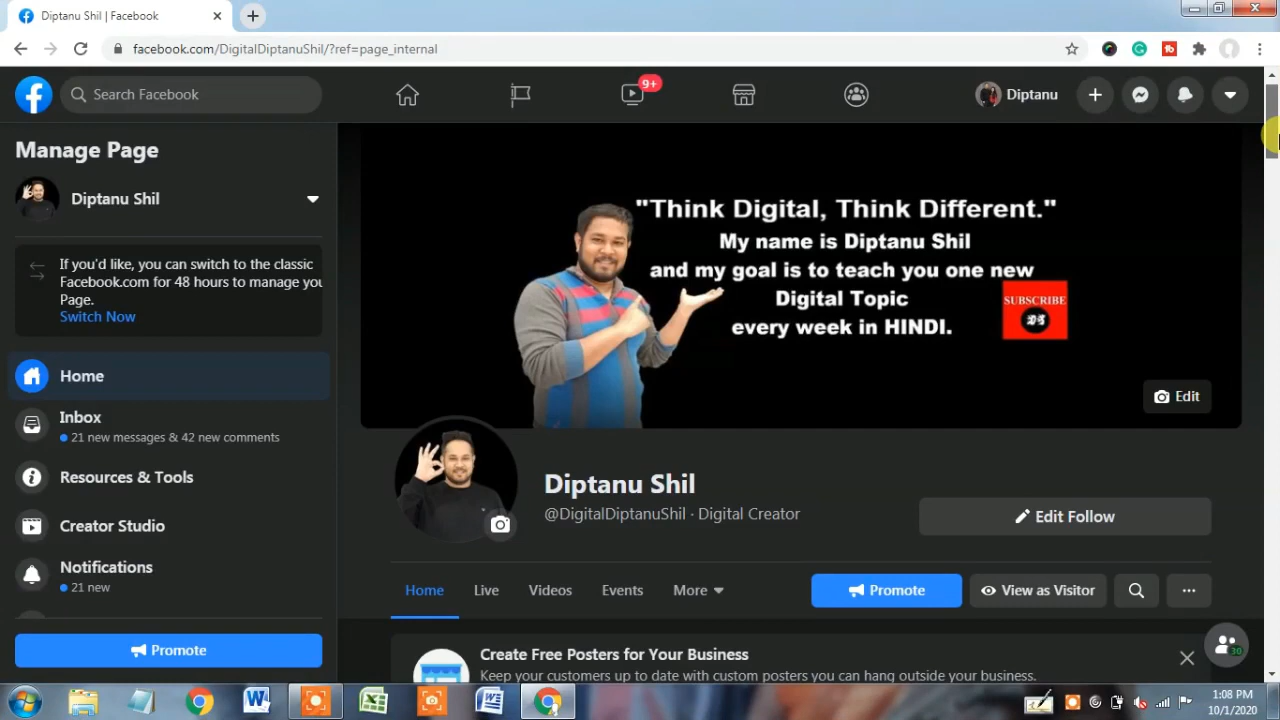 Diptanu Shil | Facebook
facebook.com/DigitalDiptanuShil/?ref=page_internal
Search Facebook
9+
Diptanu
Manage Page
Diptanu Shil
If you'd like, you can switch to the classic
Facebook.com for 48 hours to manage you
Page.
Switch Now
Home
Inbox
21 new messages & 42 new comments
Resources & Tools
Creator Studio
Notifications
21 new
Promote
"Think Digital, Think Different."
My name is Diptanu Shil
and my goal is to teach you one new
Digital Topic
every week in HINDI.
SUBSCRIBE
DS
Edit
Diptanu Shil
@DigitalDiptanuShil · Digital Creator
Edit Follow
Home Live Videos Events More
Promote
View as Visitor
Create Free Posters for Your Business
Keep your customers up to date with custom posters you can hang outside your business.
30
1:08 PM
10/1/2020